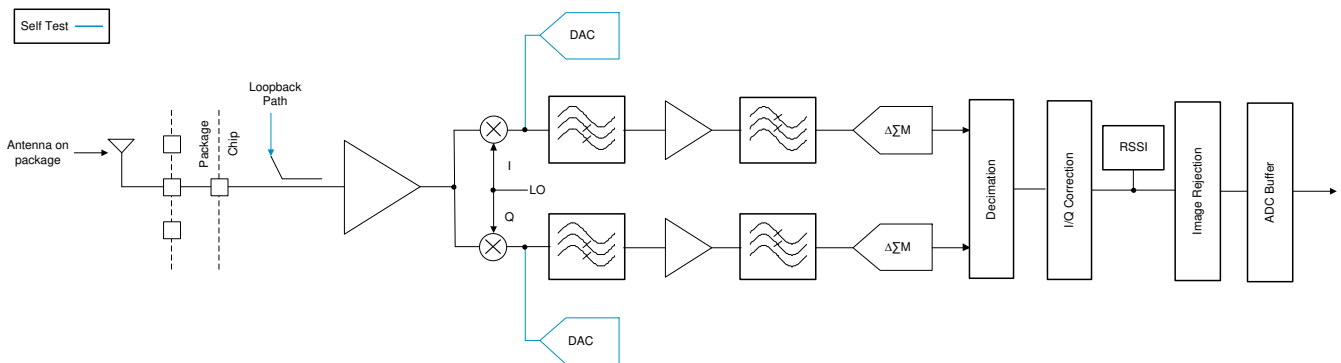 Self Test
DAC
Loopback
Path
Antenna on
package
Package
Chip
I
LO
Q
ΔΣM
ΔΣM
Decimation
I/Q Correction
RSSI
Image Rejection
ADC Buffer
DAC